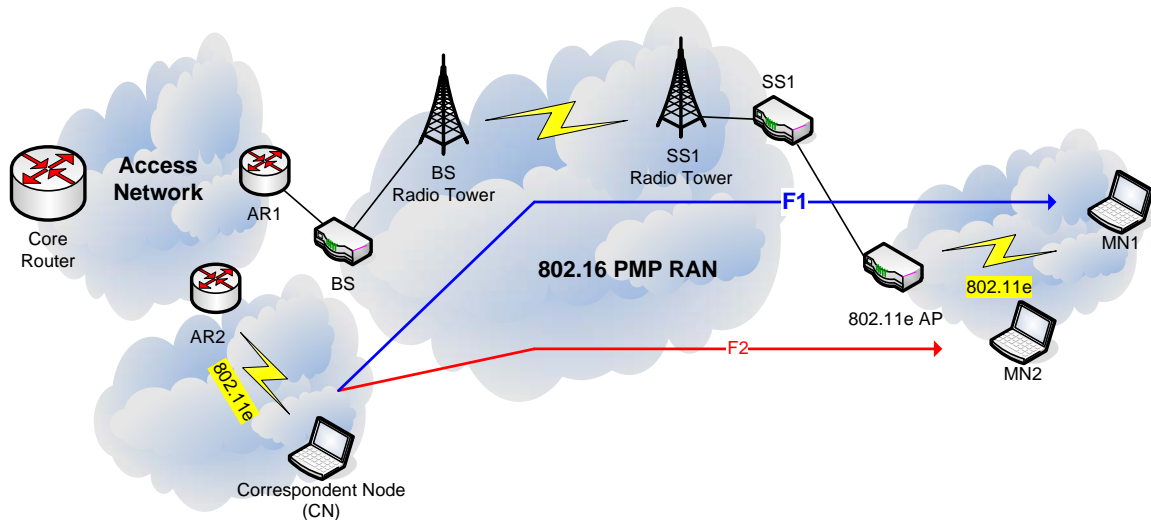 SS1
BS
Radio Tower
SS1
Radio Tower
Access
Network
AR1
Core
Router
F1
MN1
BS
802.16 PMP RAN
802.11e
802.11e AP
AR2
F2
MN2
802.11e
Correspondent Node
(CN)